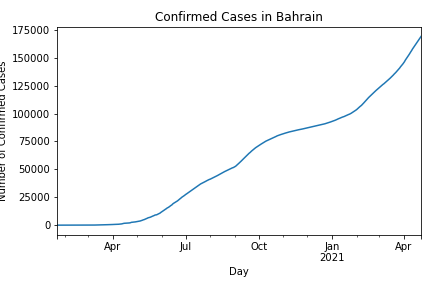 Confirmed Cases in Bahrain
Number of Confirmed Cases
175000
150000
125000
100000
75000
50000
25000
0
Apr
Jul
Oct
Jan
2021
Apr
Day